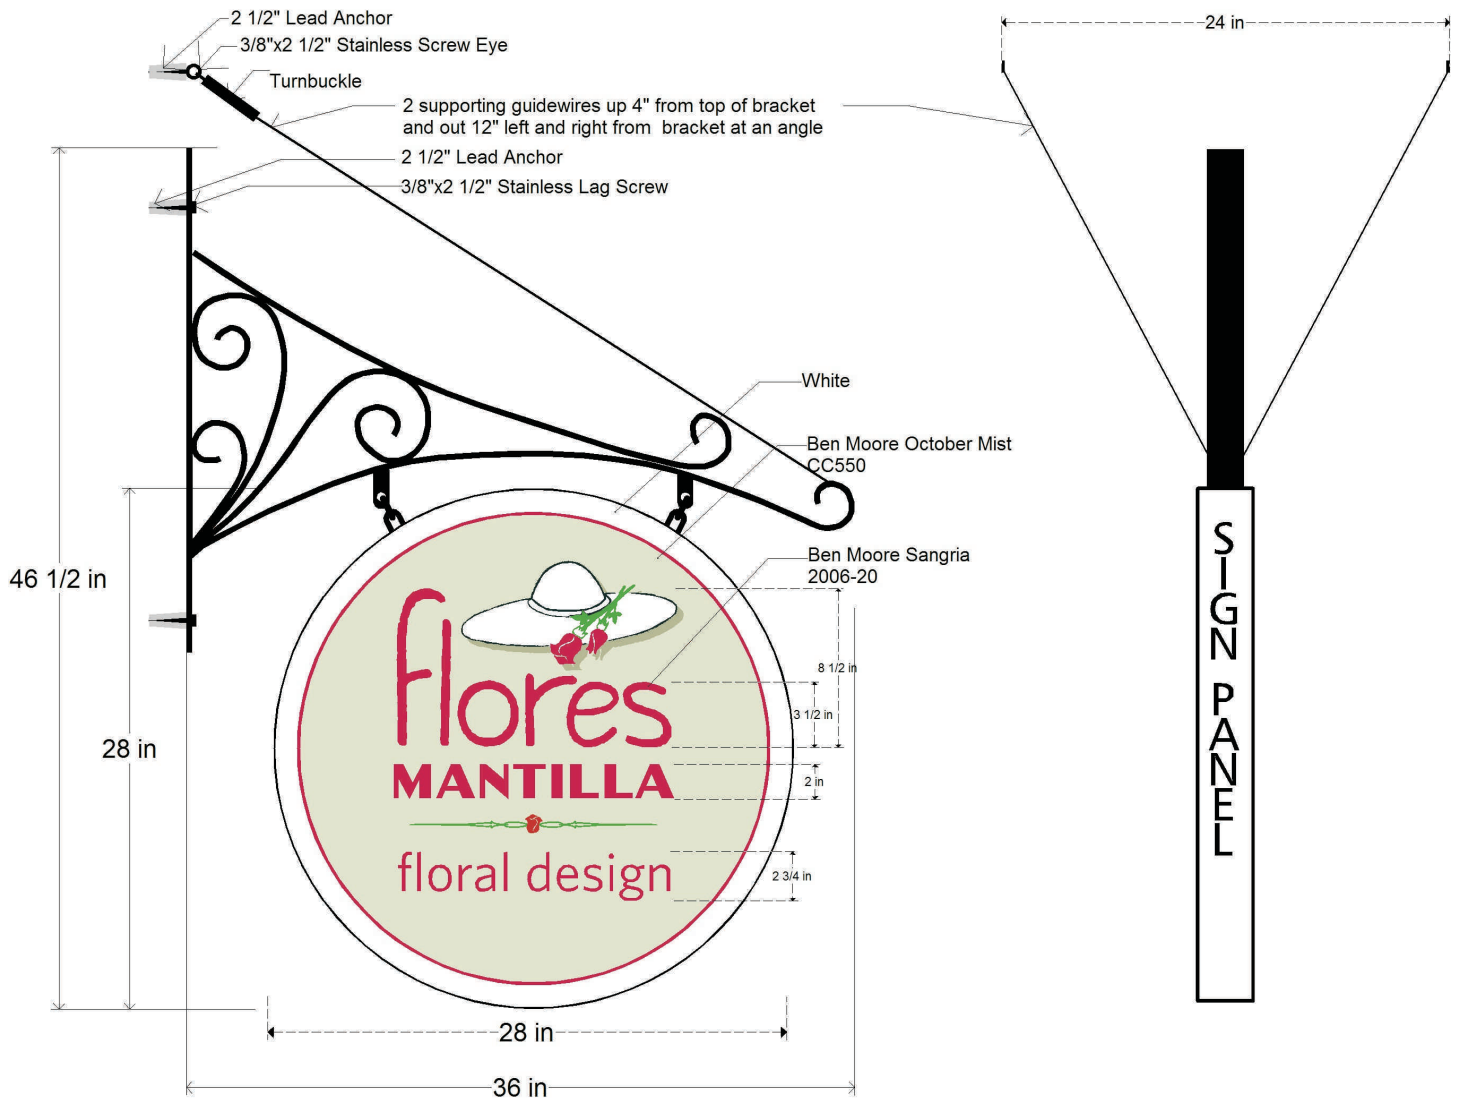 2 1/2" Lead Anchor
3/8"x2 1/2" Stainless Screw Eye
Turnbuckle
2 supporting guidewires up 4" from top of bracket
and out 12" left and right from bracket at an angle
2 1/2" Lead Anchor
3/8"x2 1/2" Stainless Lag Screw
24 in
White
Ben Moore October Mist
CC550
Ben Moore Sangria
2006-20
46 1/2 in
28 in
8 1/2 in
3 1/2 in
2 in
2 3/4 in
flores
MANTILLA
floral design
28 in
36 in
SIGN PANEL